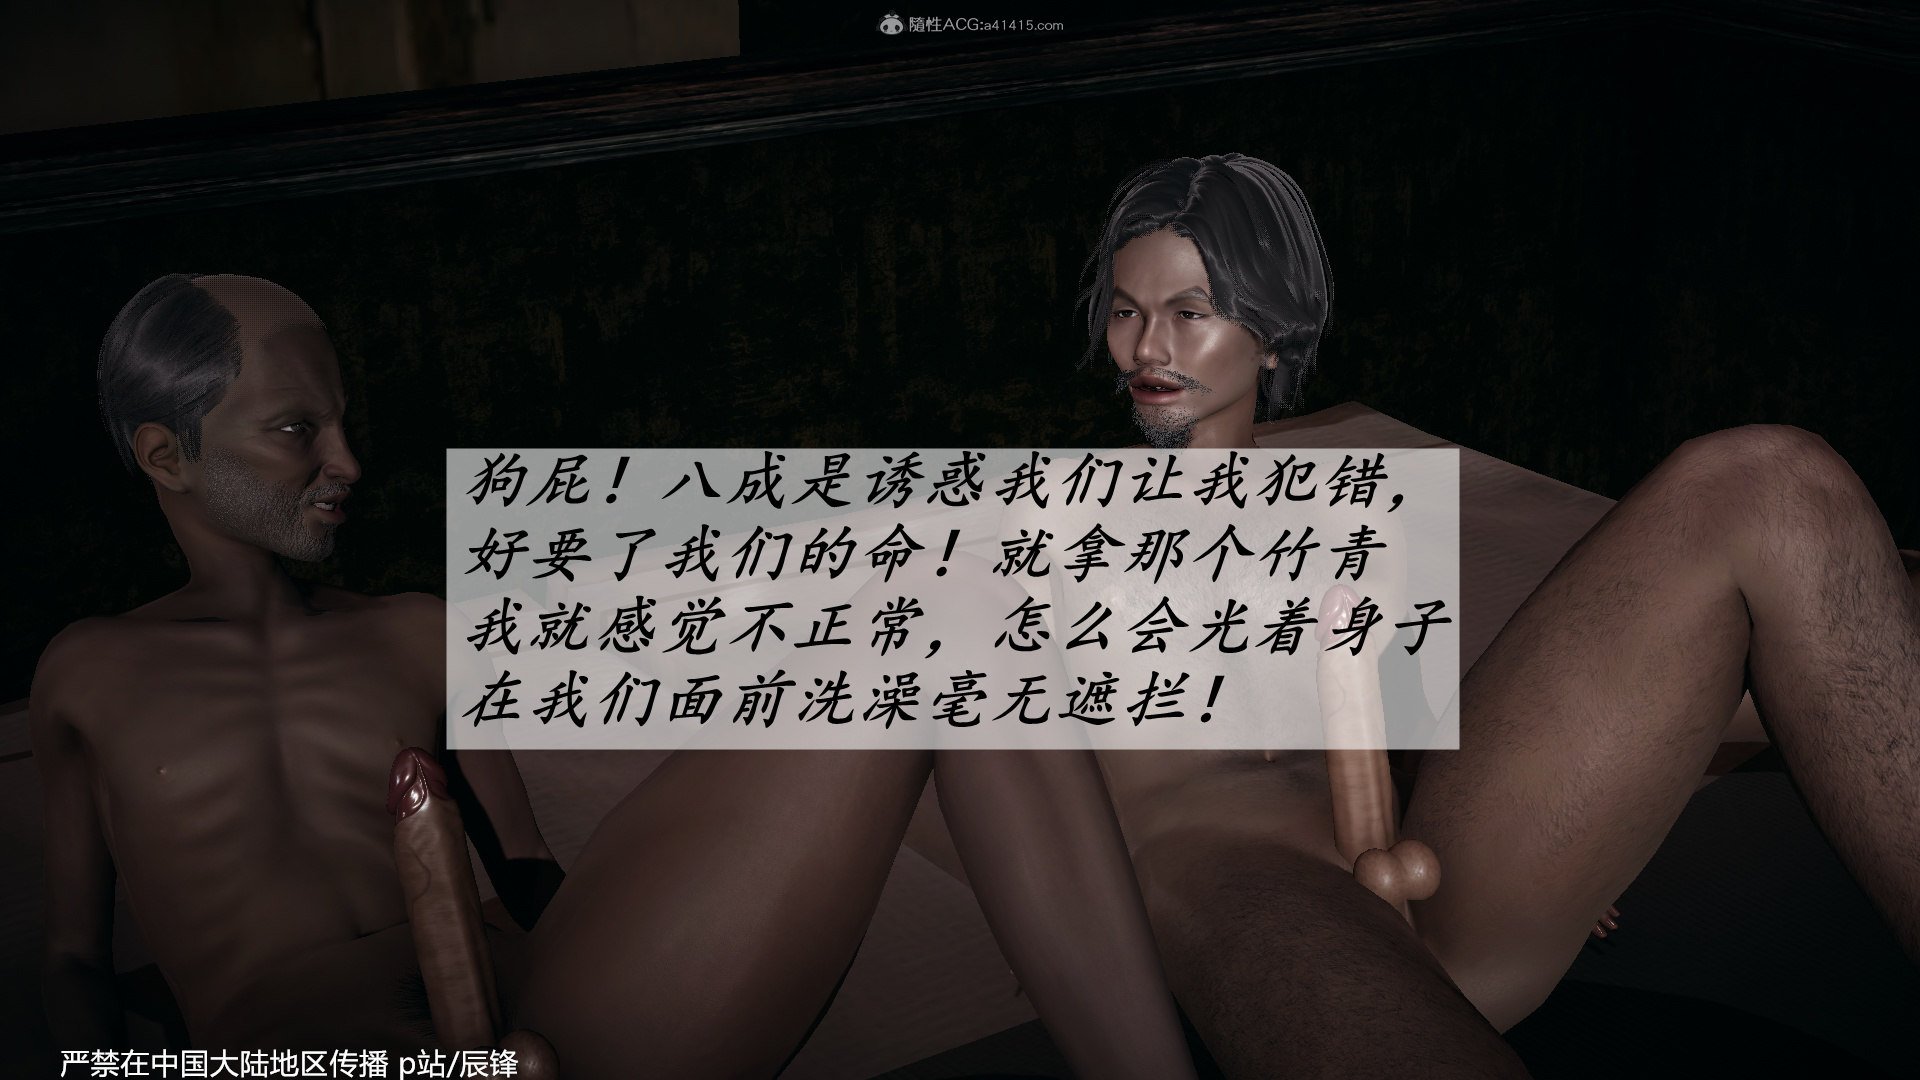 隨性ACG:a41415.com
狗屁！八成是诱惑我们让我犯错，
好要了我们的命！就拿那个竹青
我就感觉不正常，怎么会光着身子
在我们面前洗澡毫无遮拦！
严禁在中国大陆地区传播 p站/辰锋